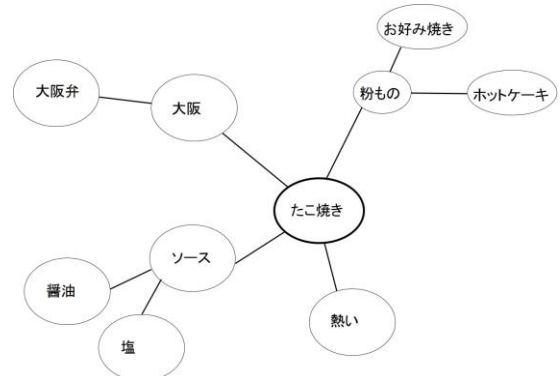 お好み焼き
大阪弁
大阪
粉もの
ホットケーキ
たこ焼き
ソース
醤油
熱い
塩